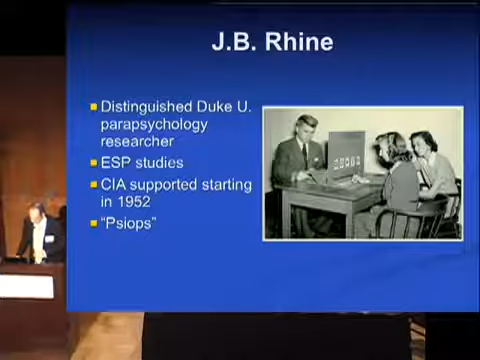 J.B. Rhine
Distinguished Duke U.
parapsychology
researcher
ESP studies
CIA supported starting
in 1952
"Psiops"